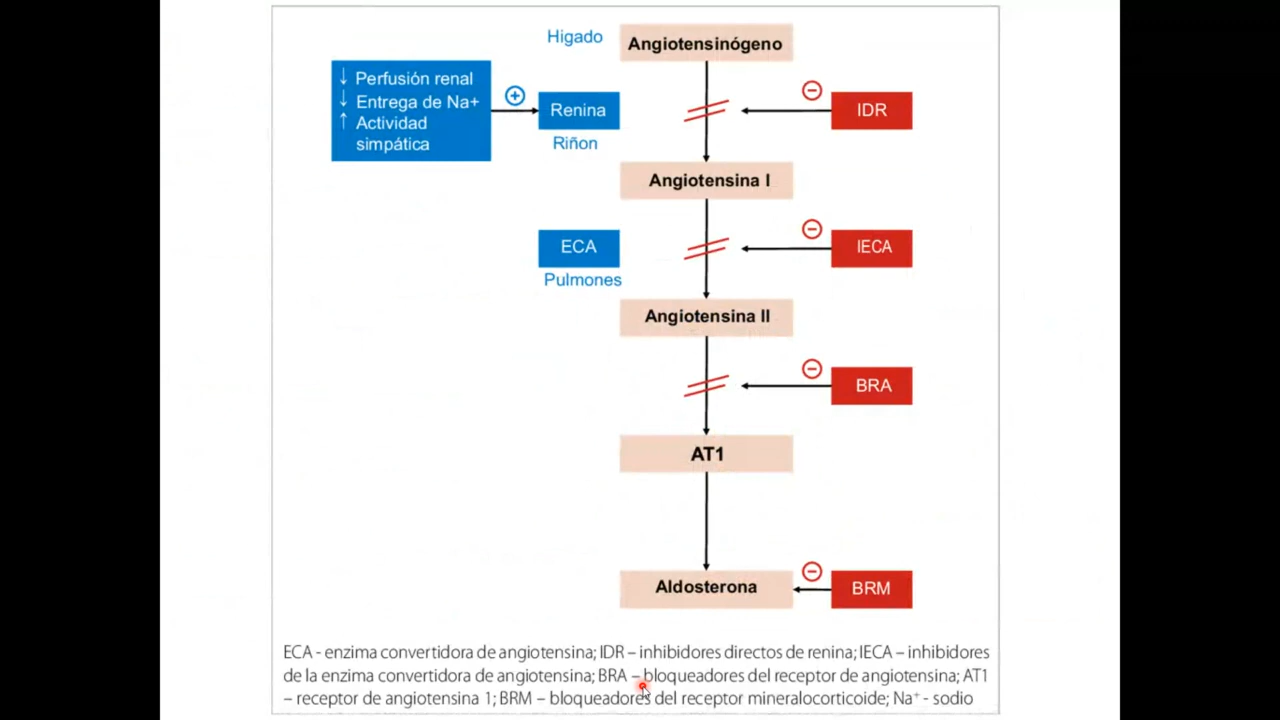 Higado
Angiotensinógeno
↓ Perfusión renal
↓ Entrega de Na+
↑ Actividad
simpática
+
Renina
Riñon
−
IDR
Angiotensina I
ECA
Pulmones
−
IECA
Angiotensina II
−
BRA
AT1
Aldosterona
−
BRM
ECA - enzima convertidora de angiotensina; IDR – inhibidores directos de renina; IECA – inhibidores
de la enzima convertidora de angiotensina; BRA – bloqueadores del receptor de angiotensina; AT1
– receptor de angiotensina 1; BRM – bloqueadores del receptor mineralocorticoide; Na⁺ - sodio